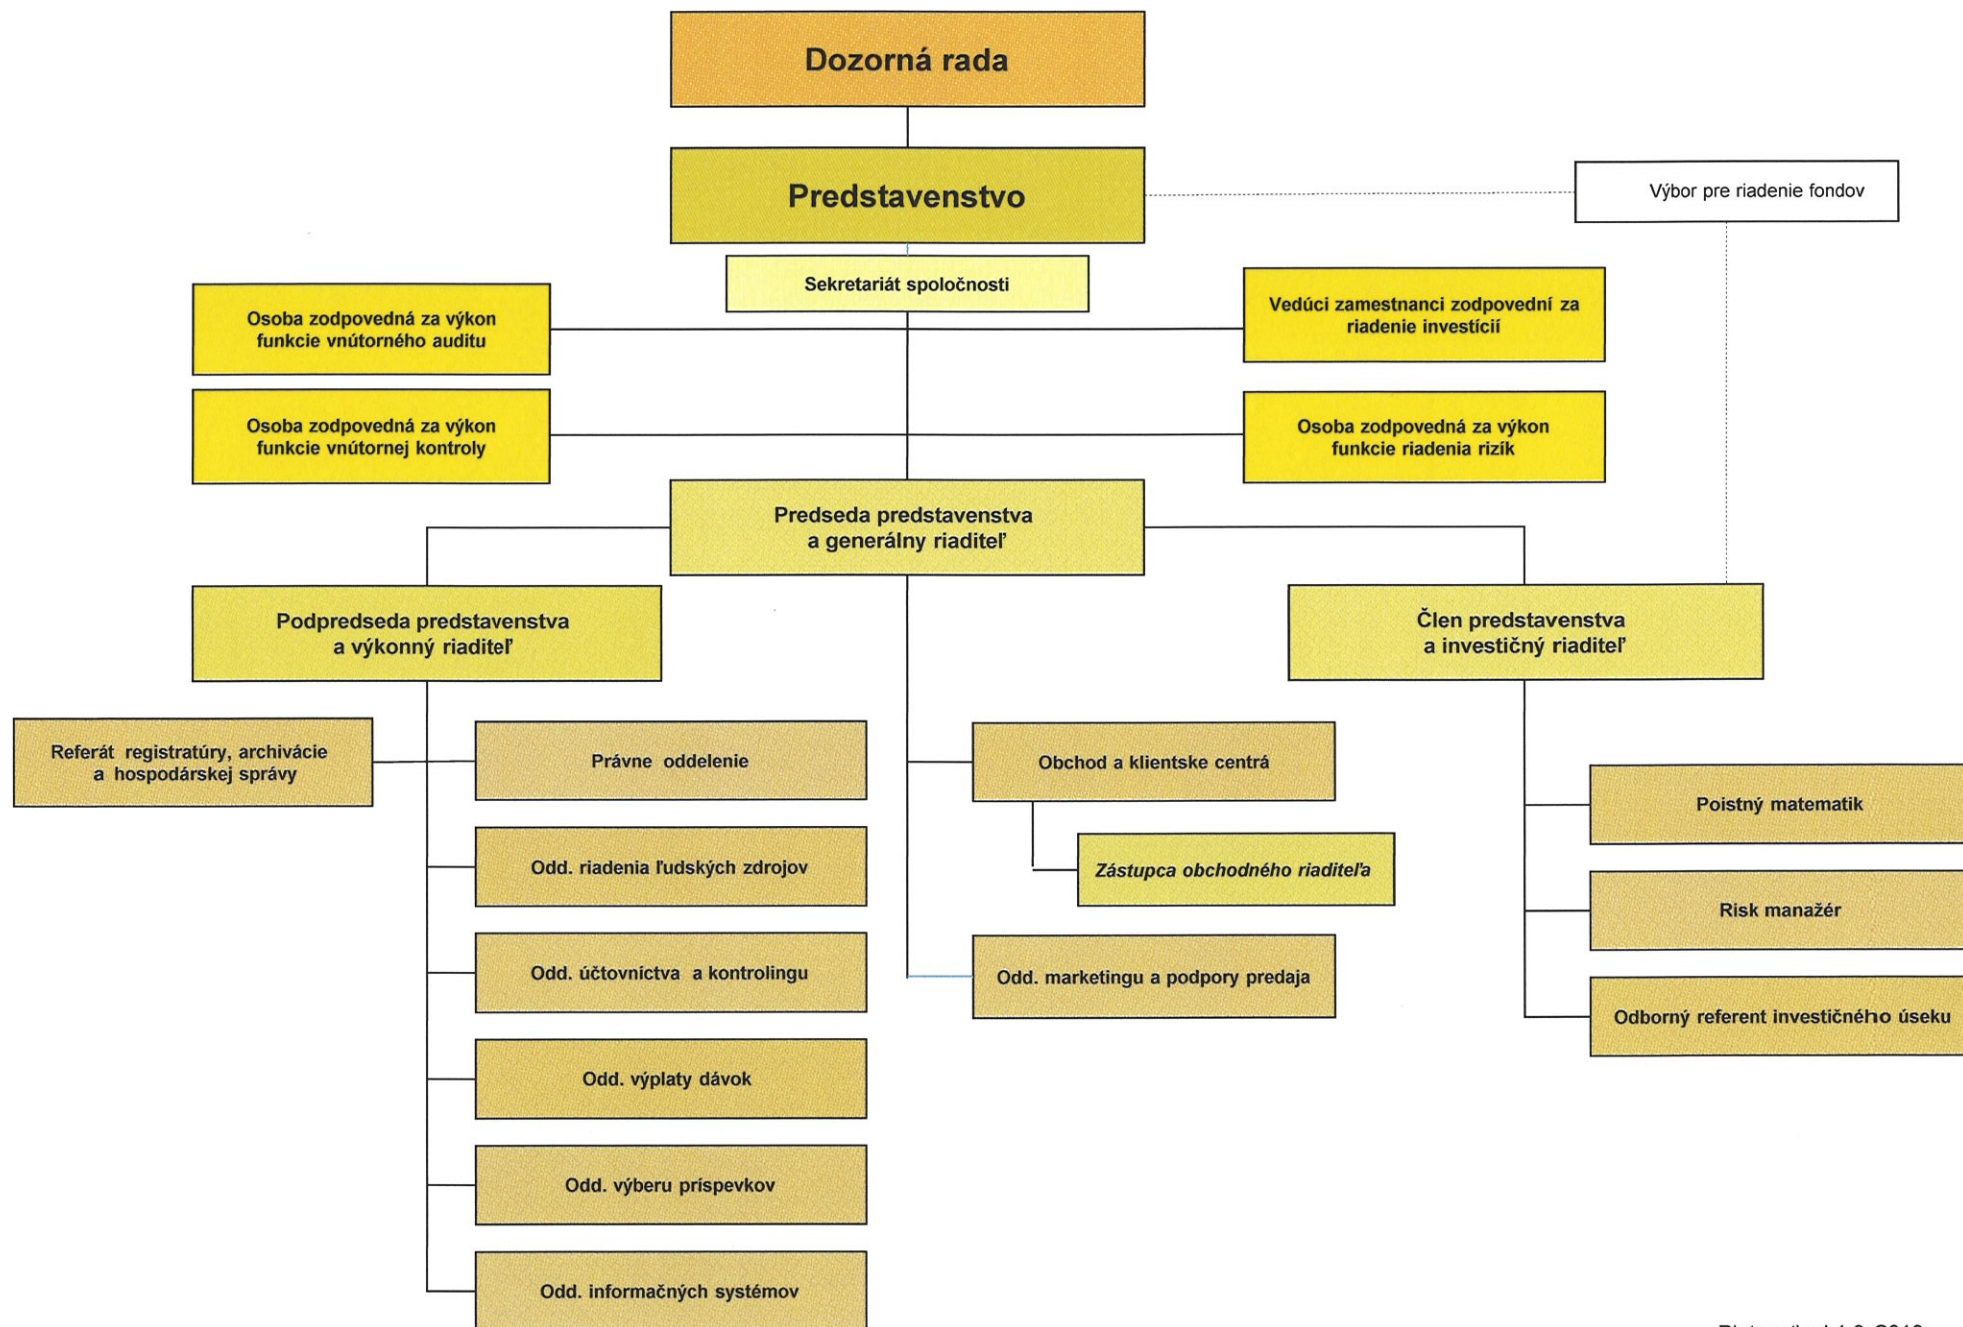 Dozorná rada
Predstavenstvo
Výbor pre riadenie fondov
Sekretariát spoločnosti
Osoba zodpovedná za výkon
funkcie vnútorného auditu
Vedúci zamestnanci zodpovední za
riadenie investícií
Osoba zodpovedná za výkon
funkcie vnútornej kontroly
Osoba zodpovedná za výkon
funkcie riadenia rizík
Predseda predstavenstva
a generálny riaditeľ
Podpredseda predstavenstva
a výkonný riaditeľ
Člen predstavenstva
a investičný riaditeľ
Referát registratúry, archivácie
a hospodárskej správy
Právne oddelenie
Odd. riadenia ľudských zdrojov
Odd. účtovníctva a kontrolingu
Odd. výplaty dávok
Odd. výberu príspevkov
Odd. informačných systémov
Obchod a klientske centrá
Zástupca obchodného riaditeľa
Odd. marketingu a podpory predaja
Poistný matematik
Risk manažér
Odborný referent investičného úseku